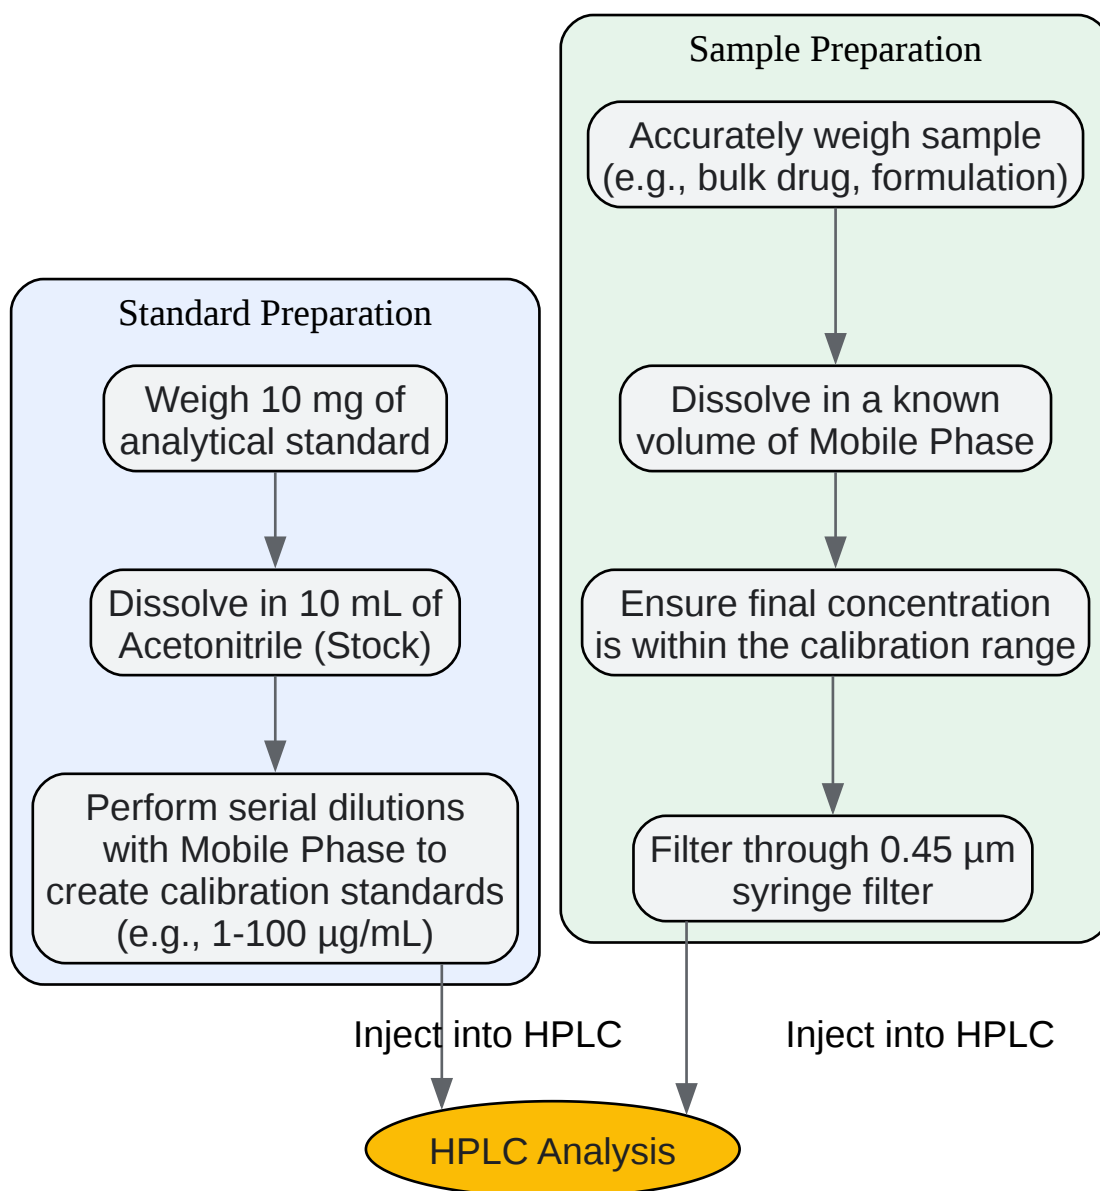 Sample Preparation
Accurately weigh sample
(e.g., bulk drug, formulation)
Dissolve in a known
volume of Mobile Phase
Ensure final concentration
is within the calibration range
Filter through 0.45 µm
syringe filter
Inject into HPLC
Standard Preparation
Weigh 10 mg of
analytical standard
Dissolve in 10 mL of
Acetonitrile (Stock)
Perform serial dilutions
with Mobile Phase to
create calibration standards
(e.g., 1-100 µg/mL)
Inject into HPLC
HPLC Analysis